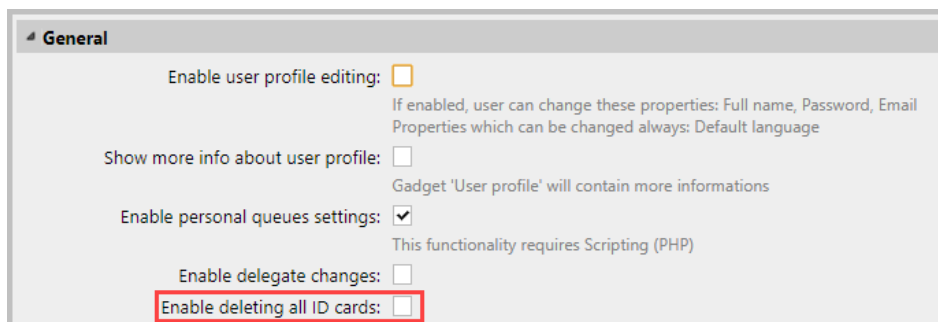 General
Enable user profile editing:
If enabled, user can change these properties: Full name, Password, Email
Properties which can be changed always: Default language
Show more info about user profile:
Gadget 'User profile' will contain more informations
Enable personal queues settings:
This functionality requires Scripting (PHP)
Enable delegate changes:
Enable deleting all ID cards: